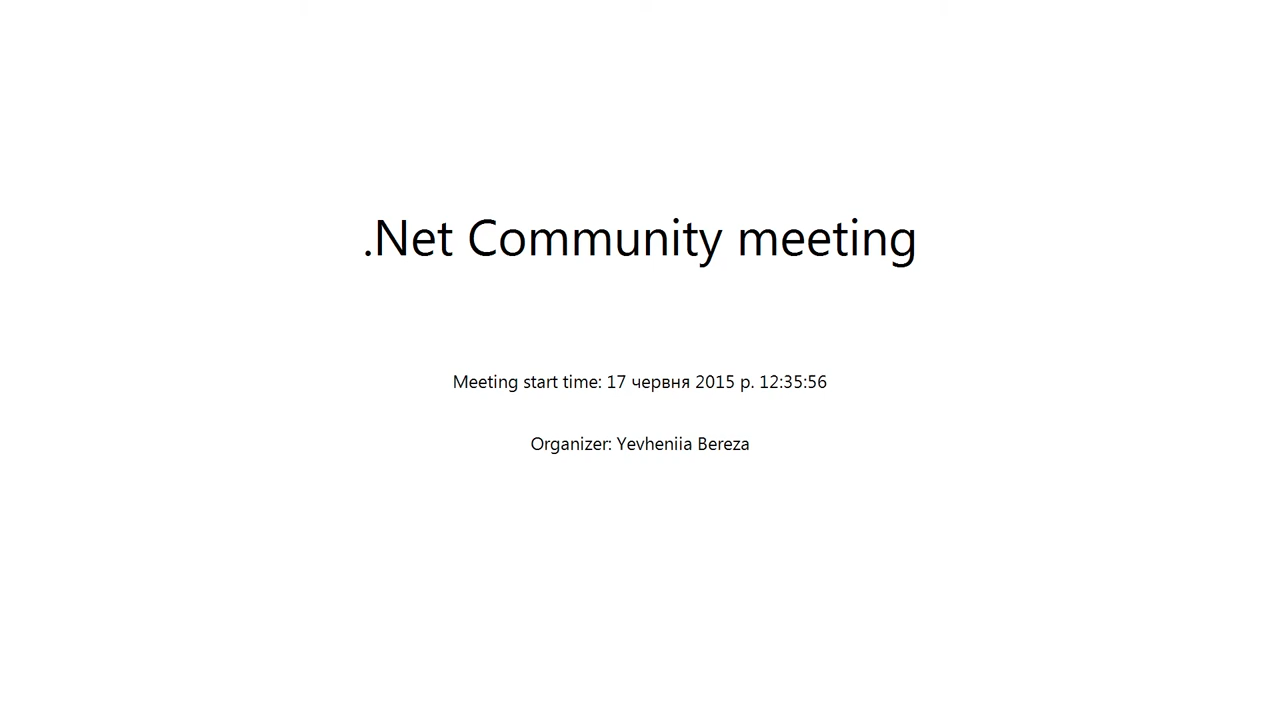 .Net Community meeting
Meeting start time: 17 червня 2015 р. 12:35:56
Organizer: Yevheniia Bereza